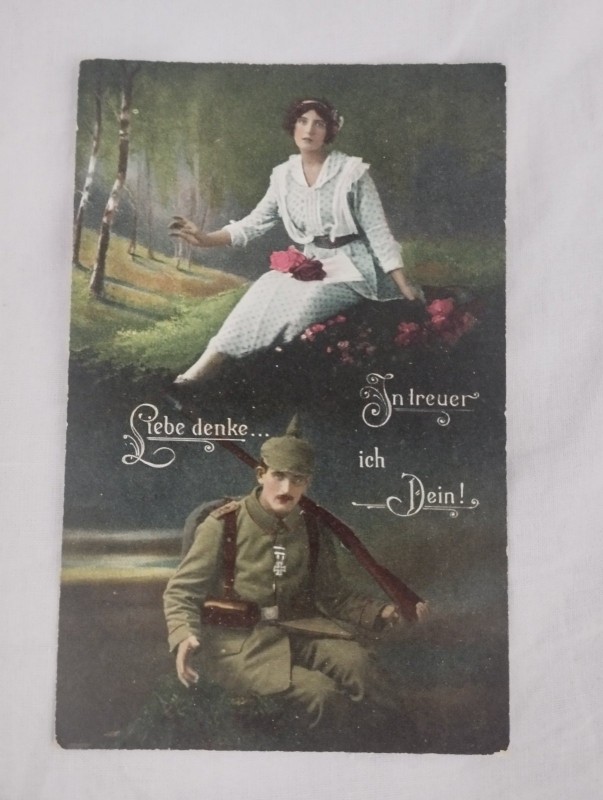 In treuer
Liebe denke...
ich
Dein!